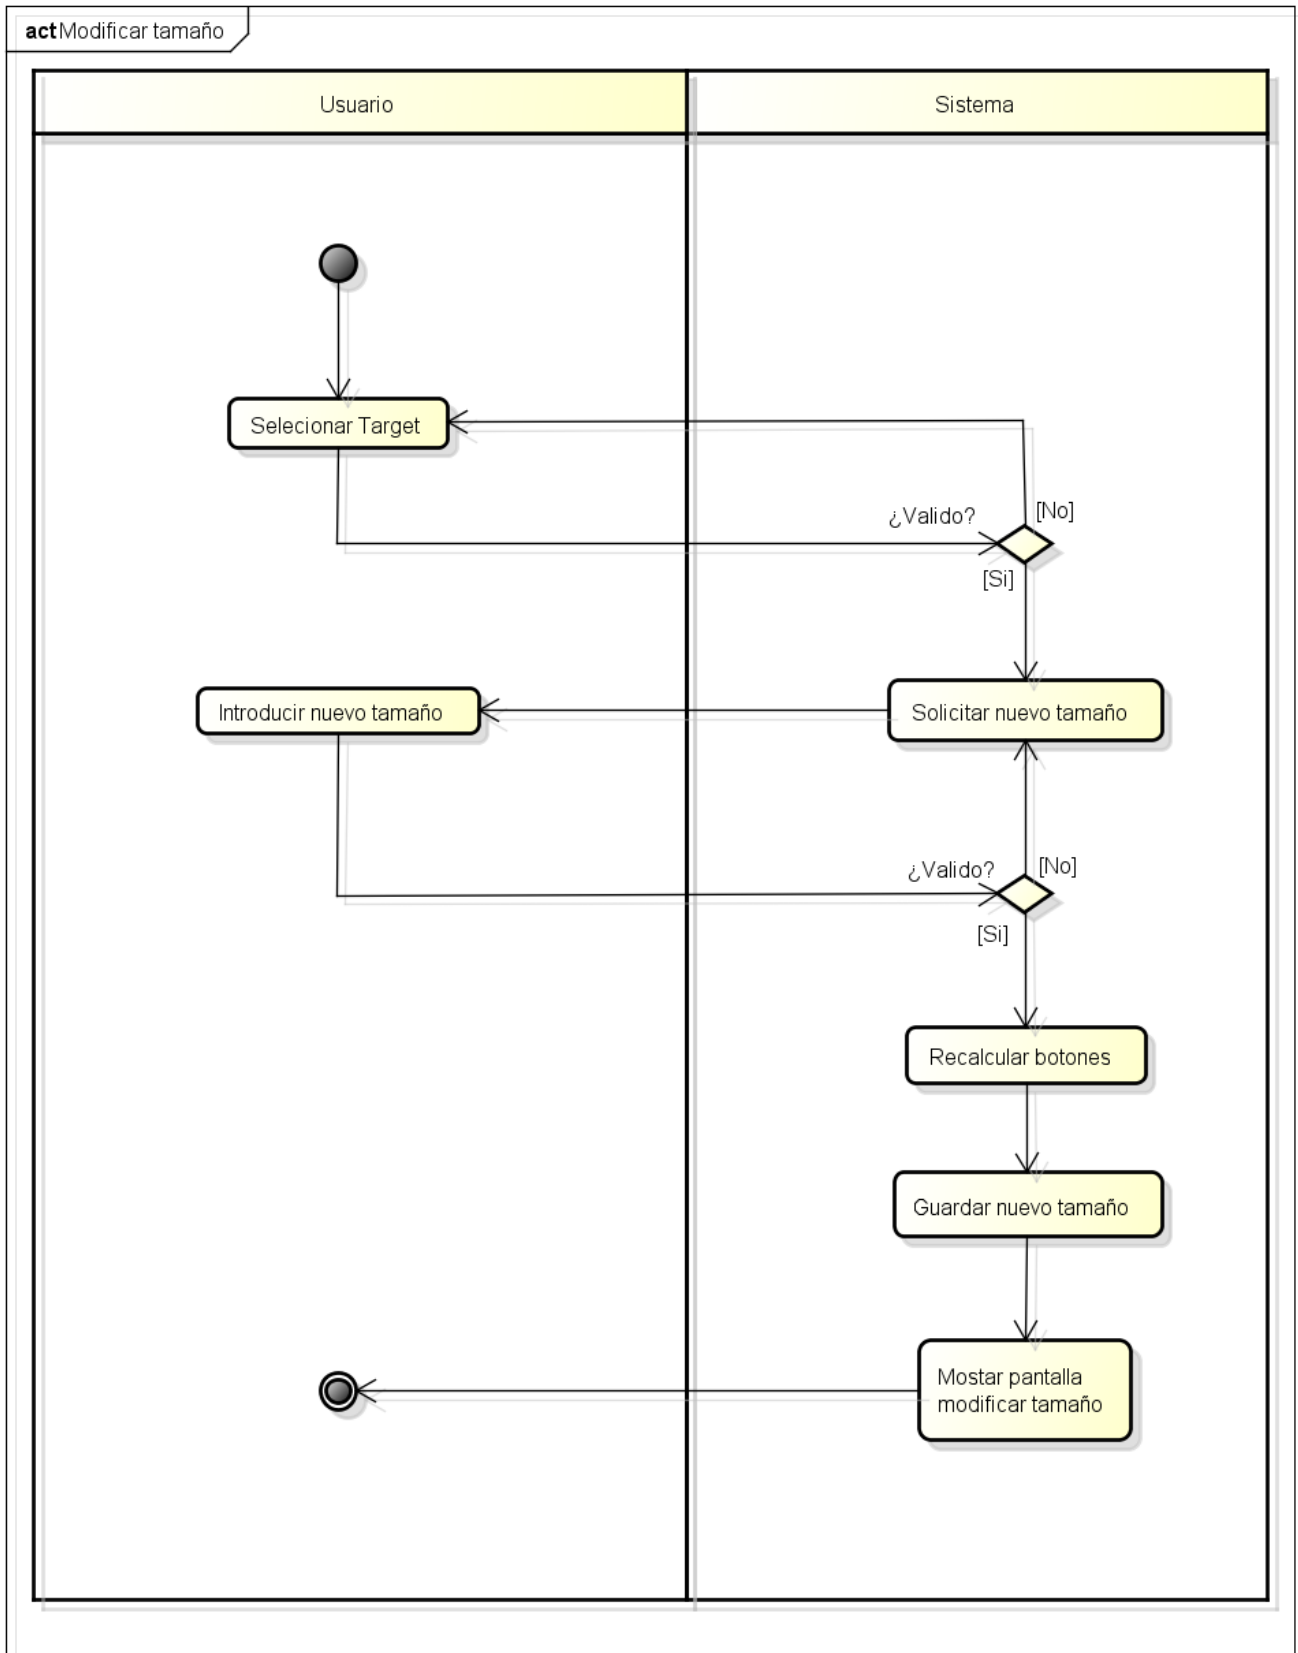 act Modificar tamaño
Usuario
Sistema
Selecionar Target
¿Valido?
[No]
[Si]
Introducir nuevo tamaño
Solicitar nuevo tamaño
¿Valido?
[No]
[Si]
Recalcular botones
Guardar nuevo tamaño
Mostar pantalla
modificar tamaño